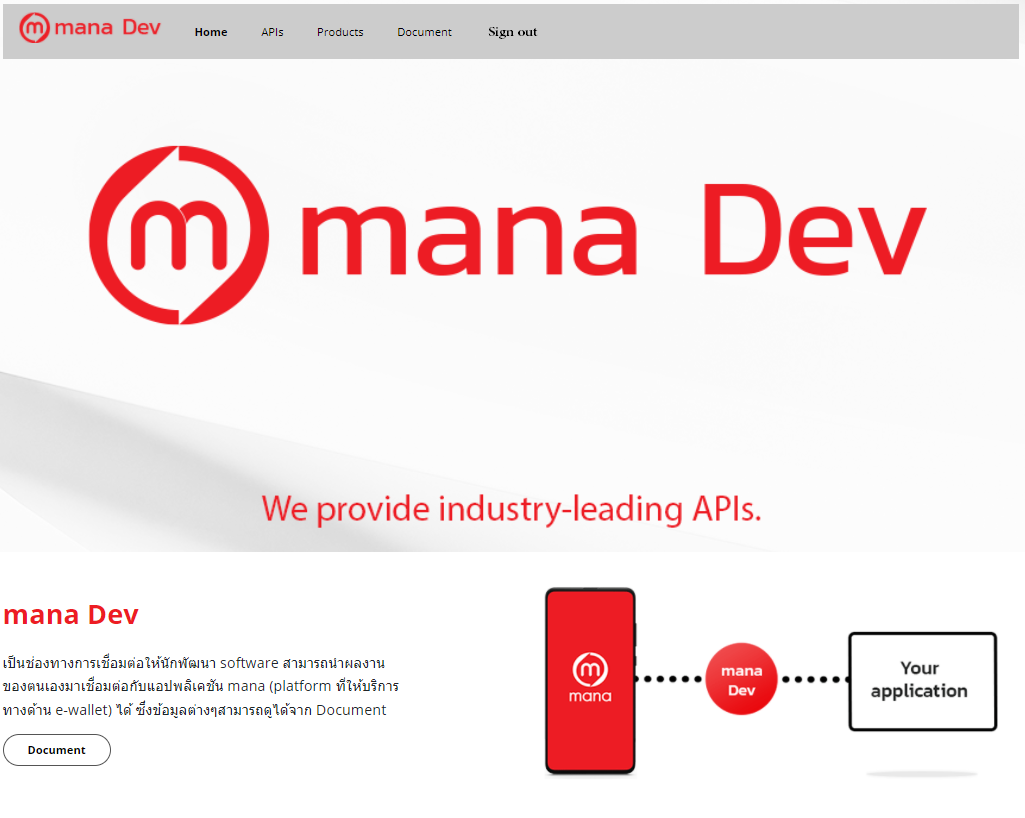 mana Dev Home APIs Products Document Sign out
m mana Dev
We provide industry-leading APIs.
mana Dev
เป็นช่องทางการเชื่อมต่อให้นักพัฒนา software สามารถนำผลงาน
ของตนเองมาเชื่อมต่อกับแอปพลิเคชัน mana (platform ที่ให้บริการ
ทางด้าน e-wallet) ได้ ซึ่งข้อมูลต่างๆสามารถดูได้จาก Document
Document
m
mana
mana
Dev
Your
application